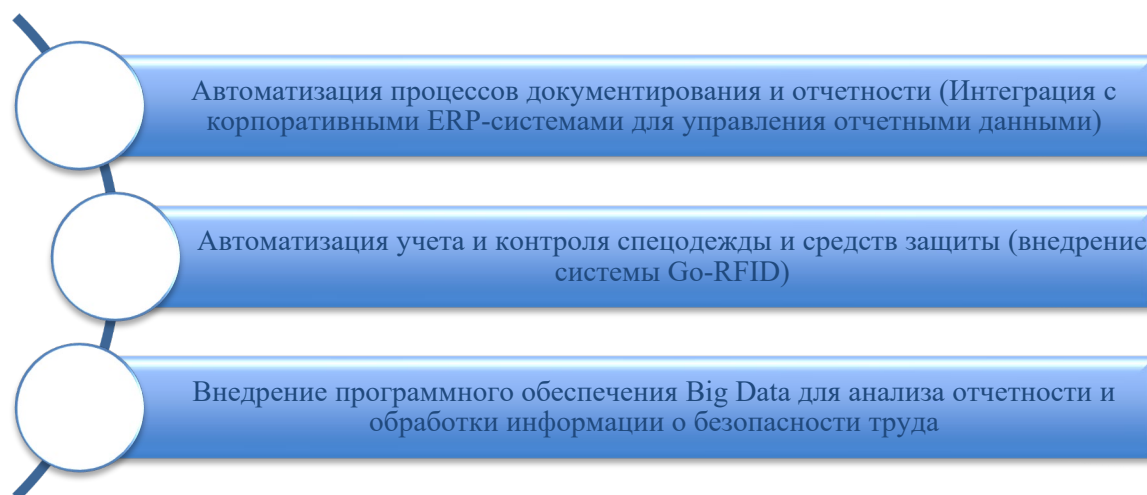 Автоматизация процессов документирования и отчетности (Интеграция с
корпоративными ERP-системами для управления отчетными данными)
Автоматизация учета и контроля спецодежды и средств защиты (внедрение
системы Go-RFID)
Внедрение программного обеспечения Big Data для анализа отчетности и
обработки информации о безопасности труда